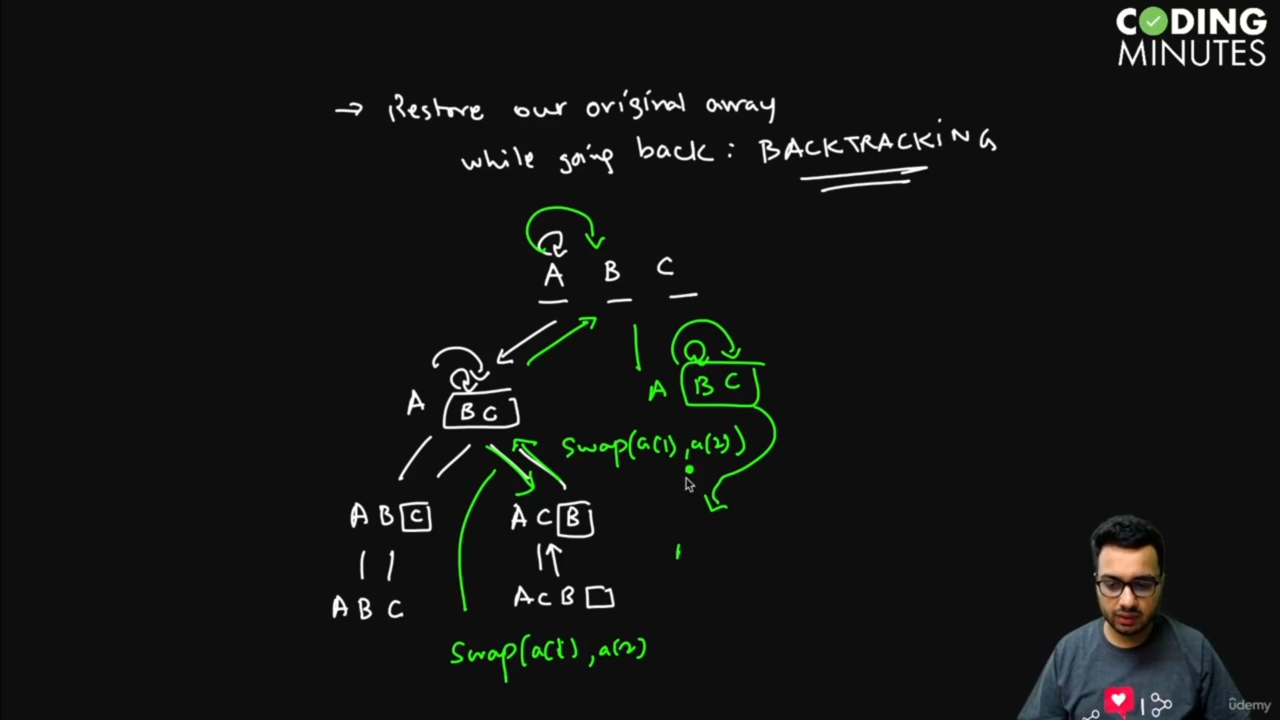 CODING
MINUTES
→ Restore our original array
while going back : BACKTRACKING
A B C
A B C
A B C
Swap(a(1), a(2))
A B C
A C B
A B C
A C B
Swap(a(1), a(2)
udemy